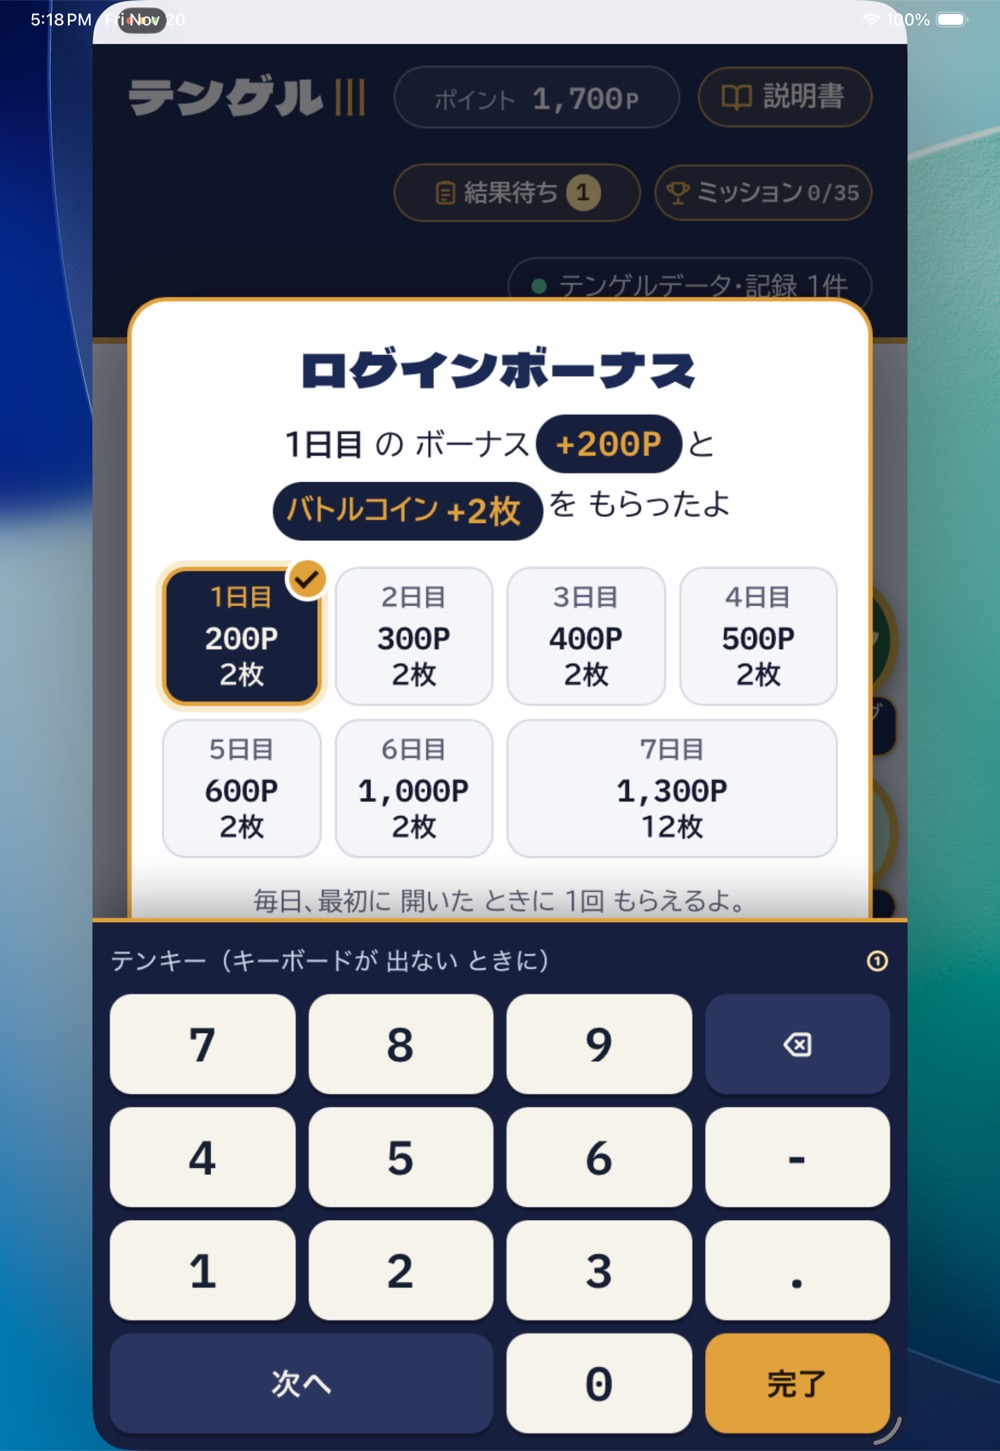 5:18 PM Fri Nov 20 100%
テンゲル
ポイント 1,700P
説明書
結果待ち 1
ミッション 0/35
テンゲルデータ・記録 1件
ログインボーナス
1日目 の ボーナス +200P と
バトルコイン +2枚 を もらったよ
1日目
200P
2枚
2日目
300P
2枚
3日目
400P
2枚
4日目
500P
2枚
5日目
600P
2枚
6日目
1,000P
2枚
7日目
1,300P
12枚
毎日、最初に 開いた ときに 1回 もらえるよ。
テンキー（キーボードが 出ない ときに） 1
7 8 9
4 5 6 -
1 2 3 .
次へ 0 完了